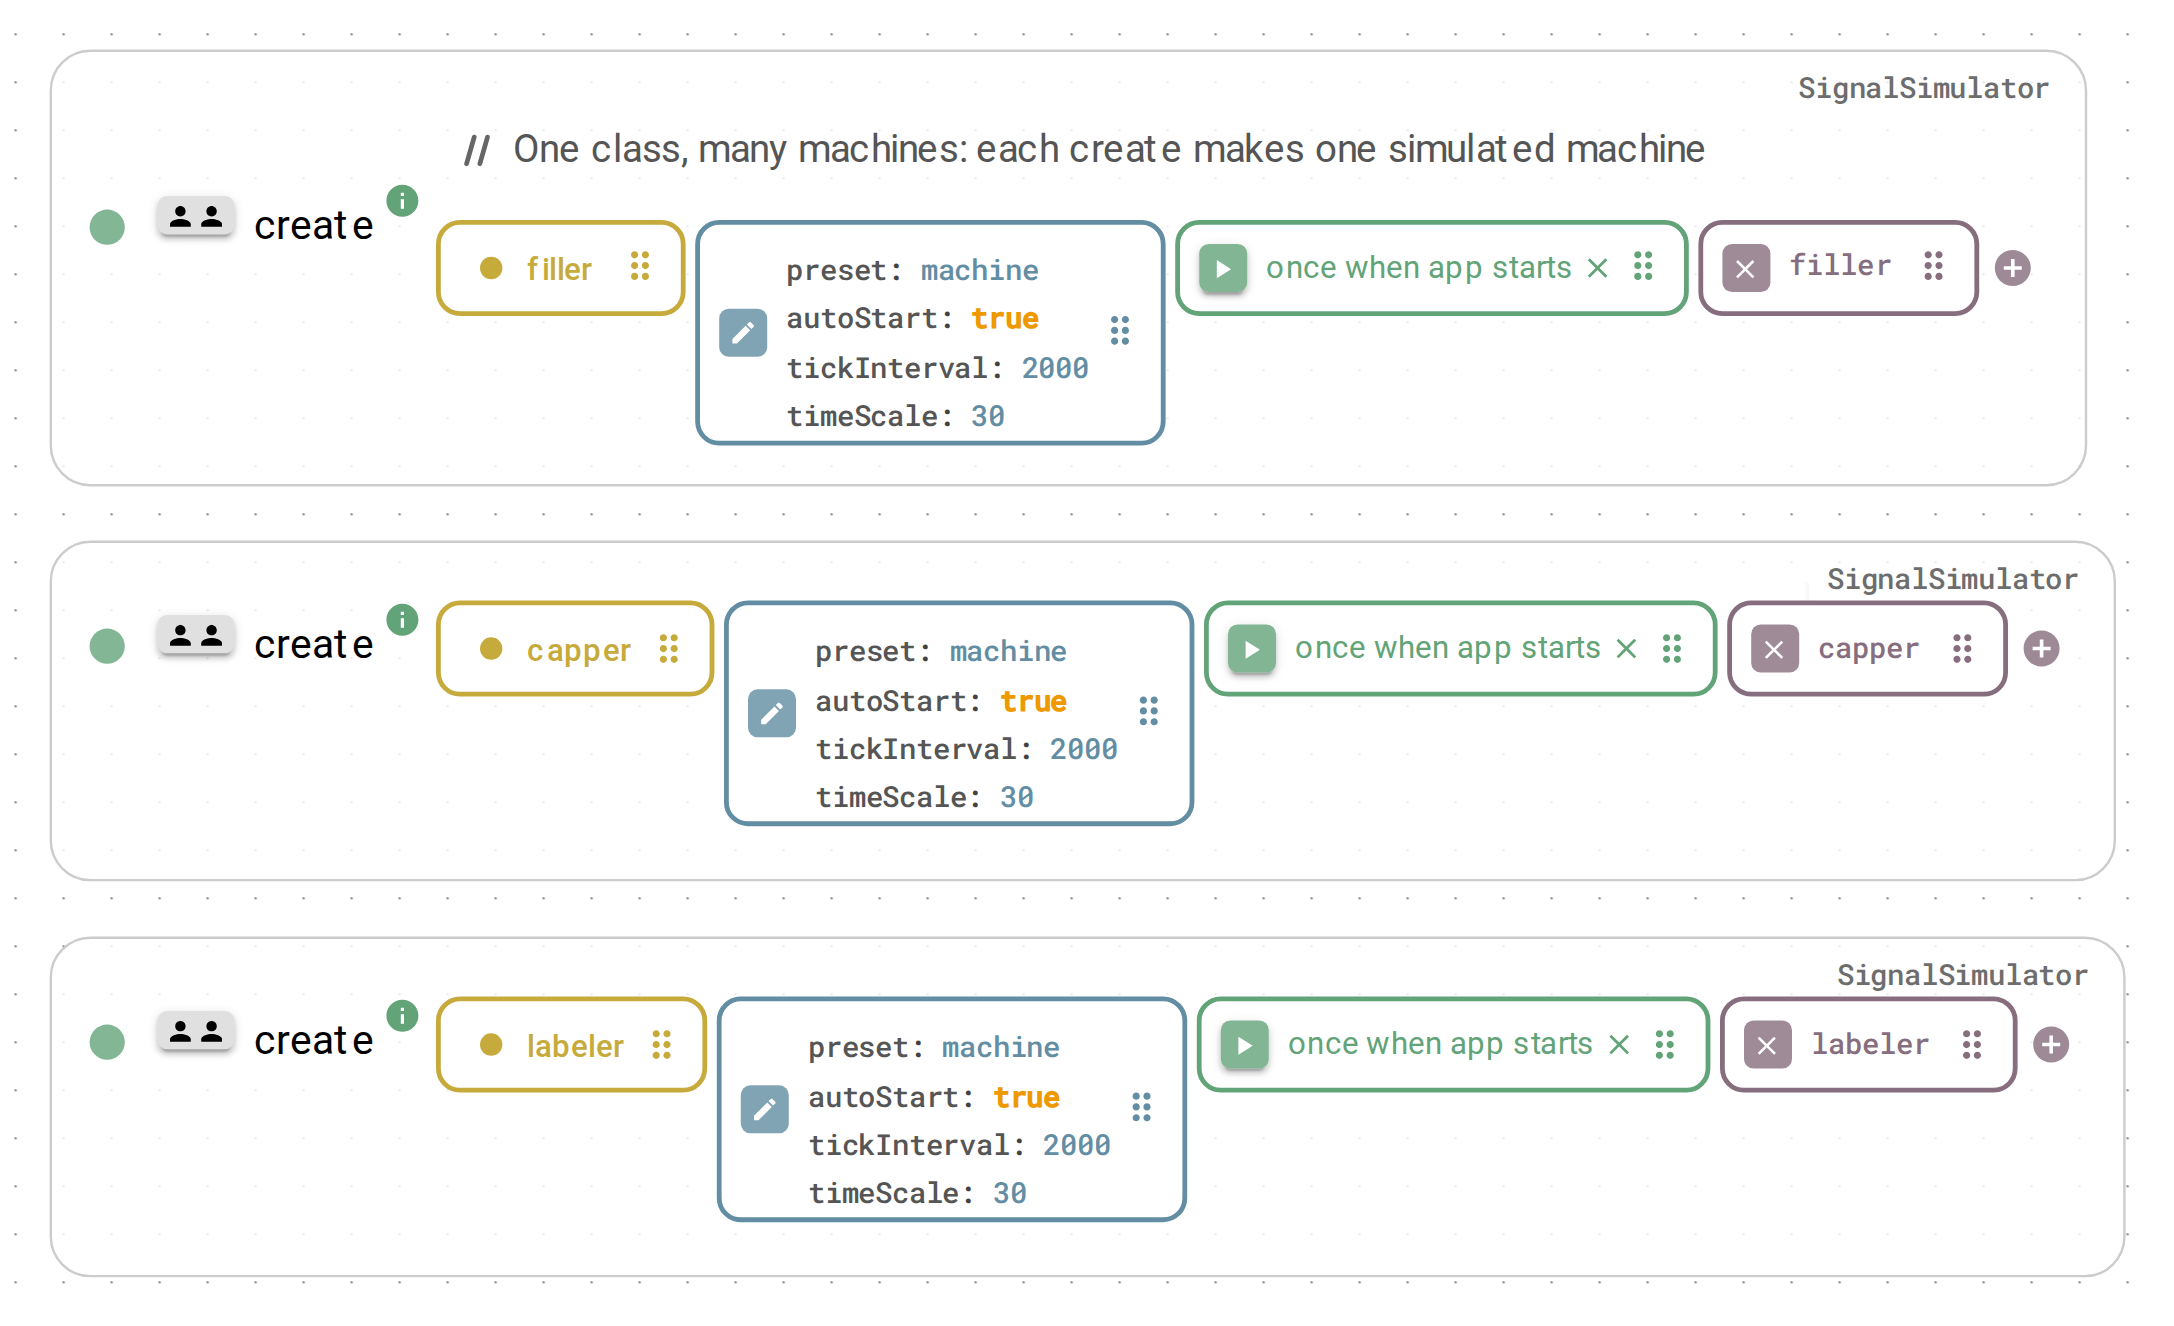 SignalSimulator
// One class, many machines: each create makes one simulated machine
create
filler
preset: machine
autoStart: true
tickInterval: 2000
timeScale: 30
once when app starts
filler
SignalSimulator
create
capper
preset: machine
autoStart: true
tickInterval: 2000
timeScale: 30
once when app starts
capper
SignalSimulator
create
labeler
preset: machine
autoStart: true
tickInterval: 2000
timeScale: 30
once when app starts
labeler